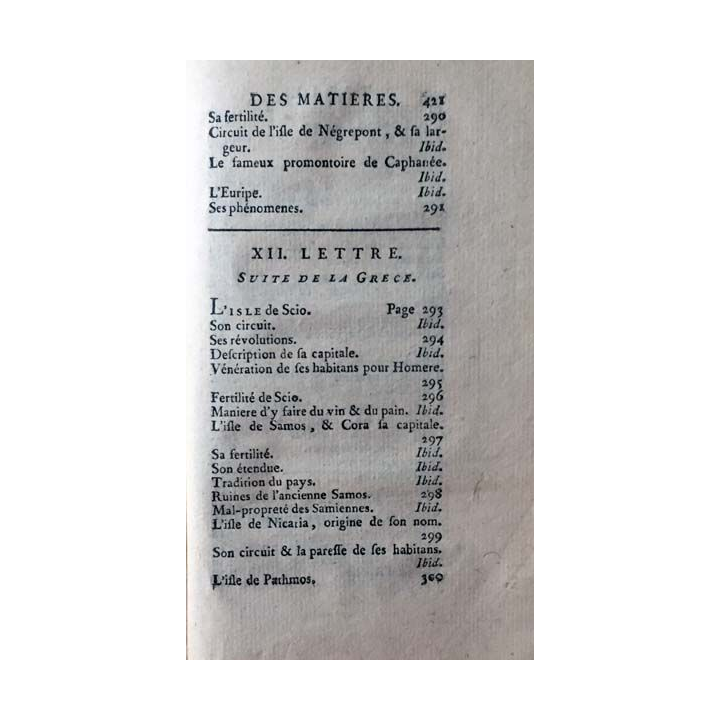 DES MATIERES. 421
Sa fertilité. 290
Circuit de l'iſle de Négrepont, & ſa lar-
geur. Ibid.
Le fameux promontoire de Caphanée.
Ibid.
L'Euripe. Ibid.
Ses phénomenes. 291
XII. LETTRE.
SUITE DE LA GRECE.
L'ISLE de Scio. Page 293
Son circuit. Ibid.
Ses révolutions. 294
Deſcription de ſa capitale. Ibid.
Vénération de ſes habitans pour Homere.
295
Fertilité de Scio. 296
Maniere d'y faire du vin & du pain. Ibid.
L'iſle de Samos, & Cora ſa capitale.
297
Sa fertilité. Ibid.
Son étendue. Ibid.
Tradition du pays. Ibid.
Ruines de l'ancienne Samos. 298
Mal-propreté des Samiennes. Ibid.
L'iſle de Nicaria, origine de ſon nom.
299
Son circuit & la pareſſe de ſes habitans.
Ibid.
L'iſle de Pathmos. 300